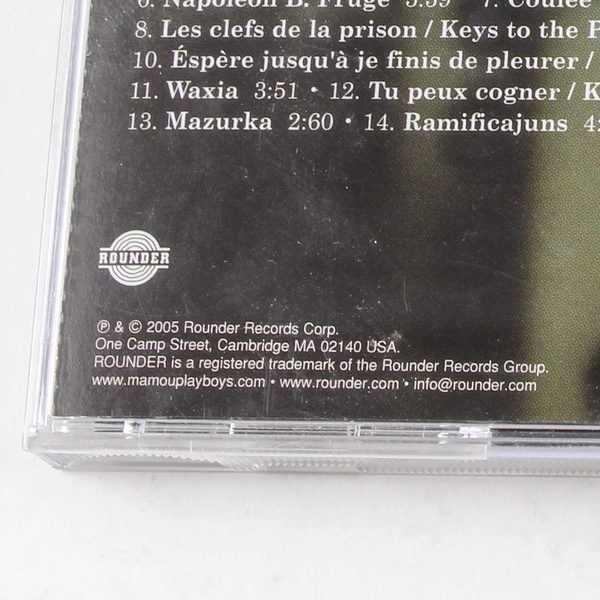 6. Napoleon B. Fruge 3:39 7. Coulée
8. Les clefs de la prison / Keys to the P
10. Éspère jusqu'à je finis de pleurer /
11. Waxia 3:51 • 12. Tu peux cogner / K
13. Mazurka 2:60 • 14. Ramificajuns 4:
ROUNDER
℗ & © 2005 Rounder Records Corp.
One Camp Street, Cambridge MA 02140 USA.
ROUNDER is a registered trademark of the Rounder Records Group.
www.mamouplayboys.com • www.rounder.com • info@rounder.com